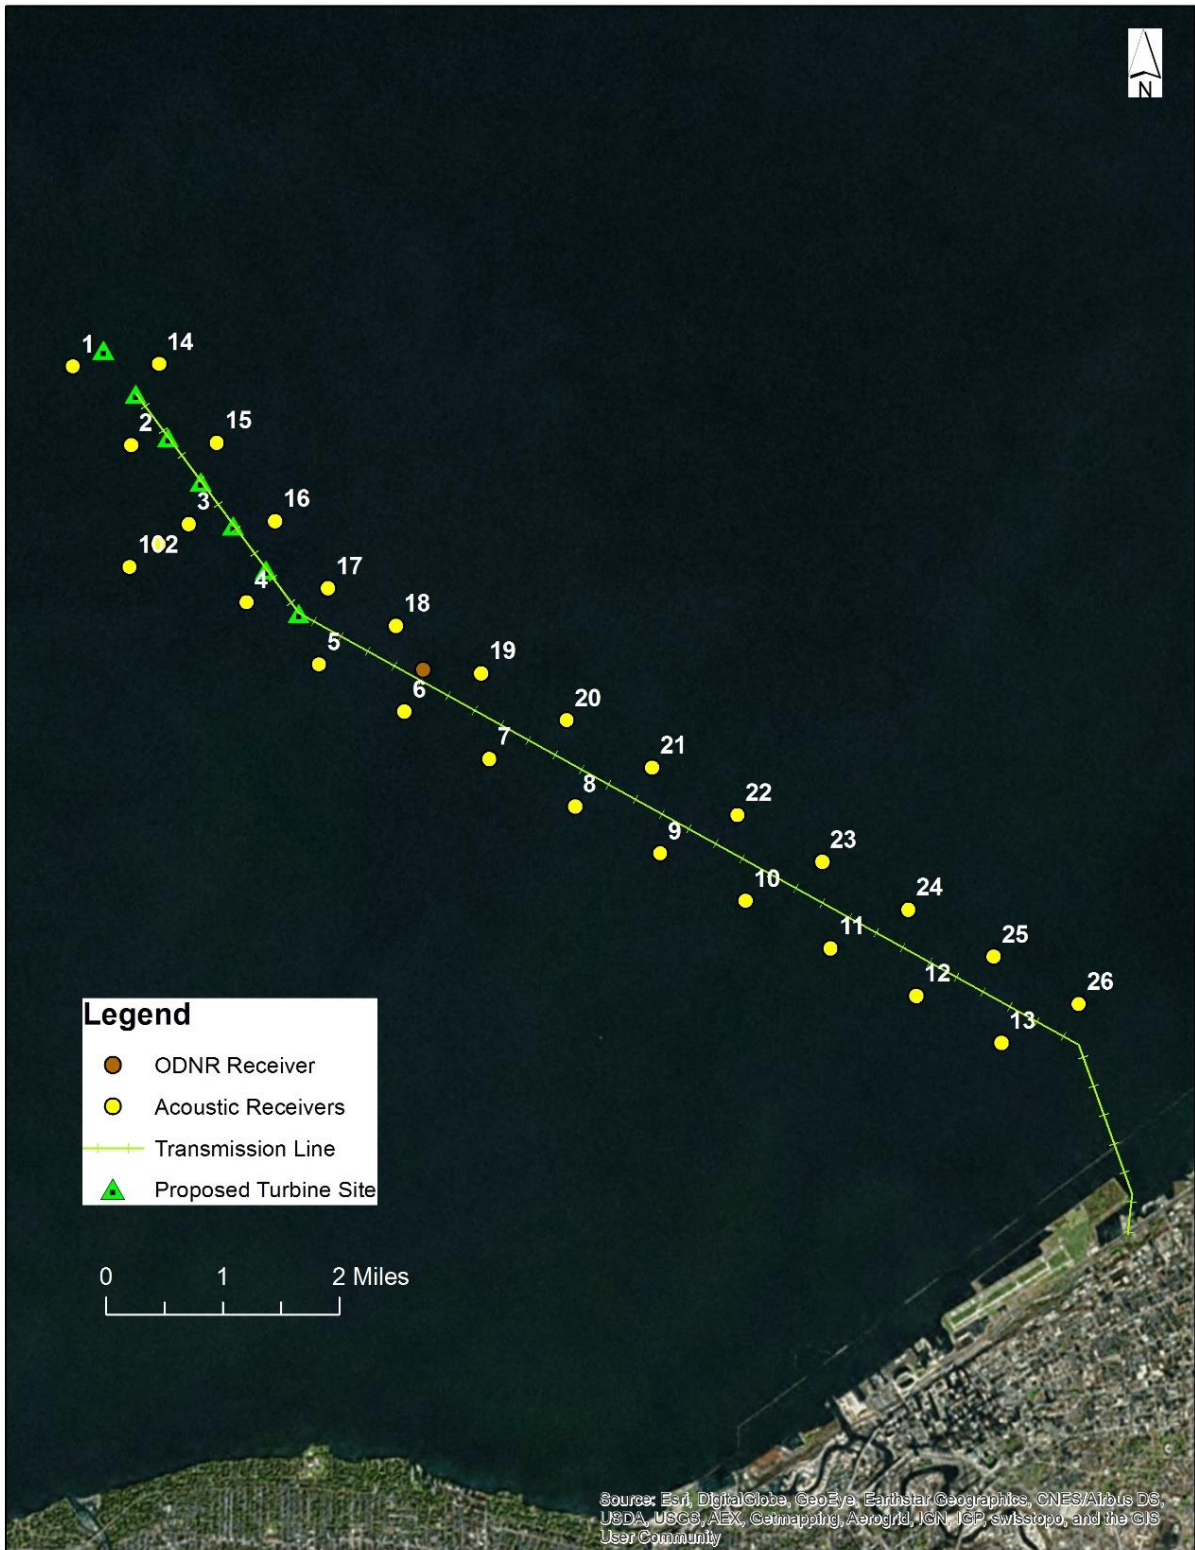 N
1
14
2
15
3
16
102
4
17
18
5
19
6
20
7
21
8
22
9
23
10
24
11
25
12
26
13
Legend
ODNR Receiver
Acoustic Receivers
Transmission Line
Proposed Turbine Site
0 1 2 Miles
Source: Esri, DigitalGlobe, GeoEye, Earthstar Geographics, CNES/Airbus DS,
USDA, USGS, AEX, Getmapping, Aerogrid, IGN, IGP, swisstopo, and the GIS
User Community